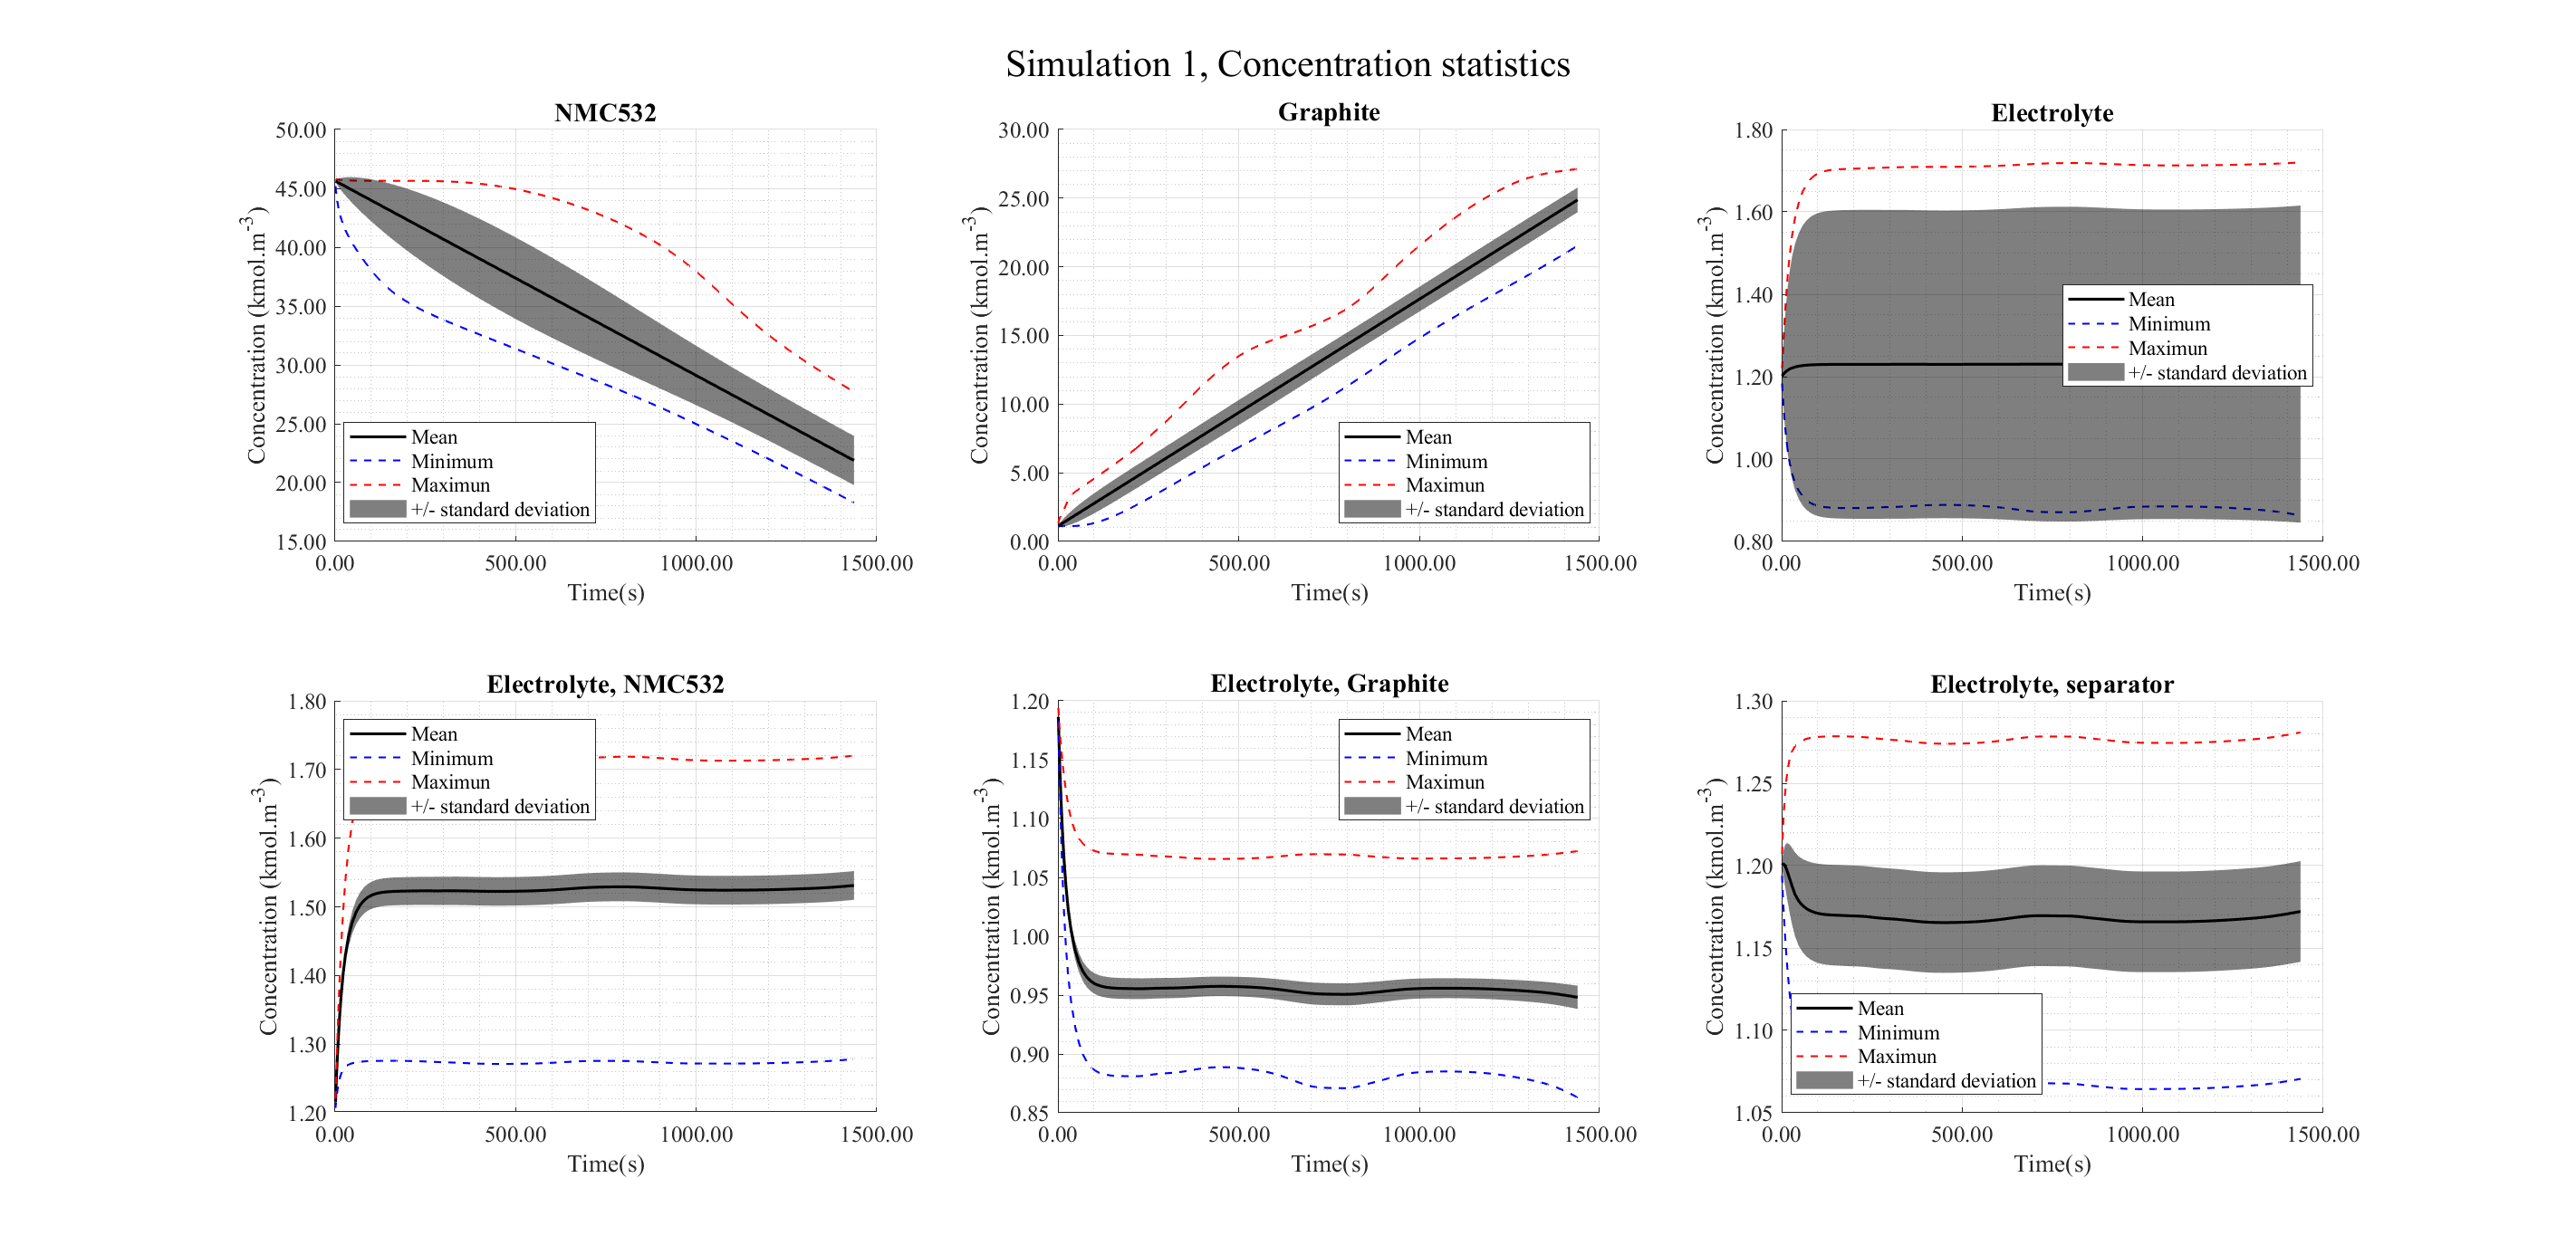 Simulation 1, Concentration statistics
NMC532
50.00
45.00
40.00
35.00
30.00
25.00
20.00
15.00
Concentration (kmol.m-3)
Mean
Minimum
Maximun
+/- standard deviation
0.00 500.00 1000.00 1500.00
Time(s)
Graphite
30.00
25.00
20.00
15.00
10.00
5.00
0.00
Concentration (kmol.m-3)
Mean
Minimum
Maximun
+/- standard deviation
0.00 500.00 1000.00 1500.00
Time(s)
Electrolyte
1.80
1.60
1.40
1.20
1.00
0.80
Concentration (kmol.m-3)
Mean
Minimum
Maximun
+/- standard deviation
0.00 500.00 1000.00 1500.00
Time(s)
Electrolyte, NMC532
1.80
1.70
1.60
1.50
1.40
1.30
1.20
Concentration (kmol.m-3)
Mean
Minimum
Maximun
+/- standard deviation
0.00 500.00 1000.00 1500.00
Time(s)
Electrolyte, Graphite
1.20
1.15
1.10
1.05
1.00
0.95
0.90
0.85
Concentration (kmol.m-3)
Mean
Minimum
Maximun
+/- standard deviation
0.00 500.00 1000.00 1500.00
Time(s)
Electrolyte, separator
1.30
1.25
1.20
1.15
1.10
1.05
Concentration (kmol.m-3)
Mean
Minimum
Maximun
+/- standard deviation
0.00 500.00 1000.00 1500.00
Time(s)